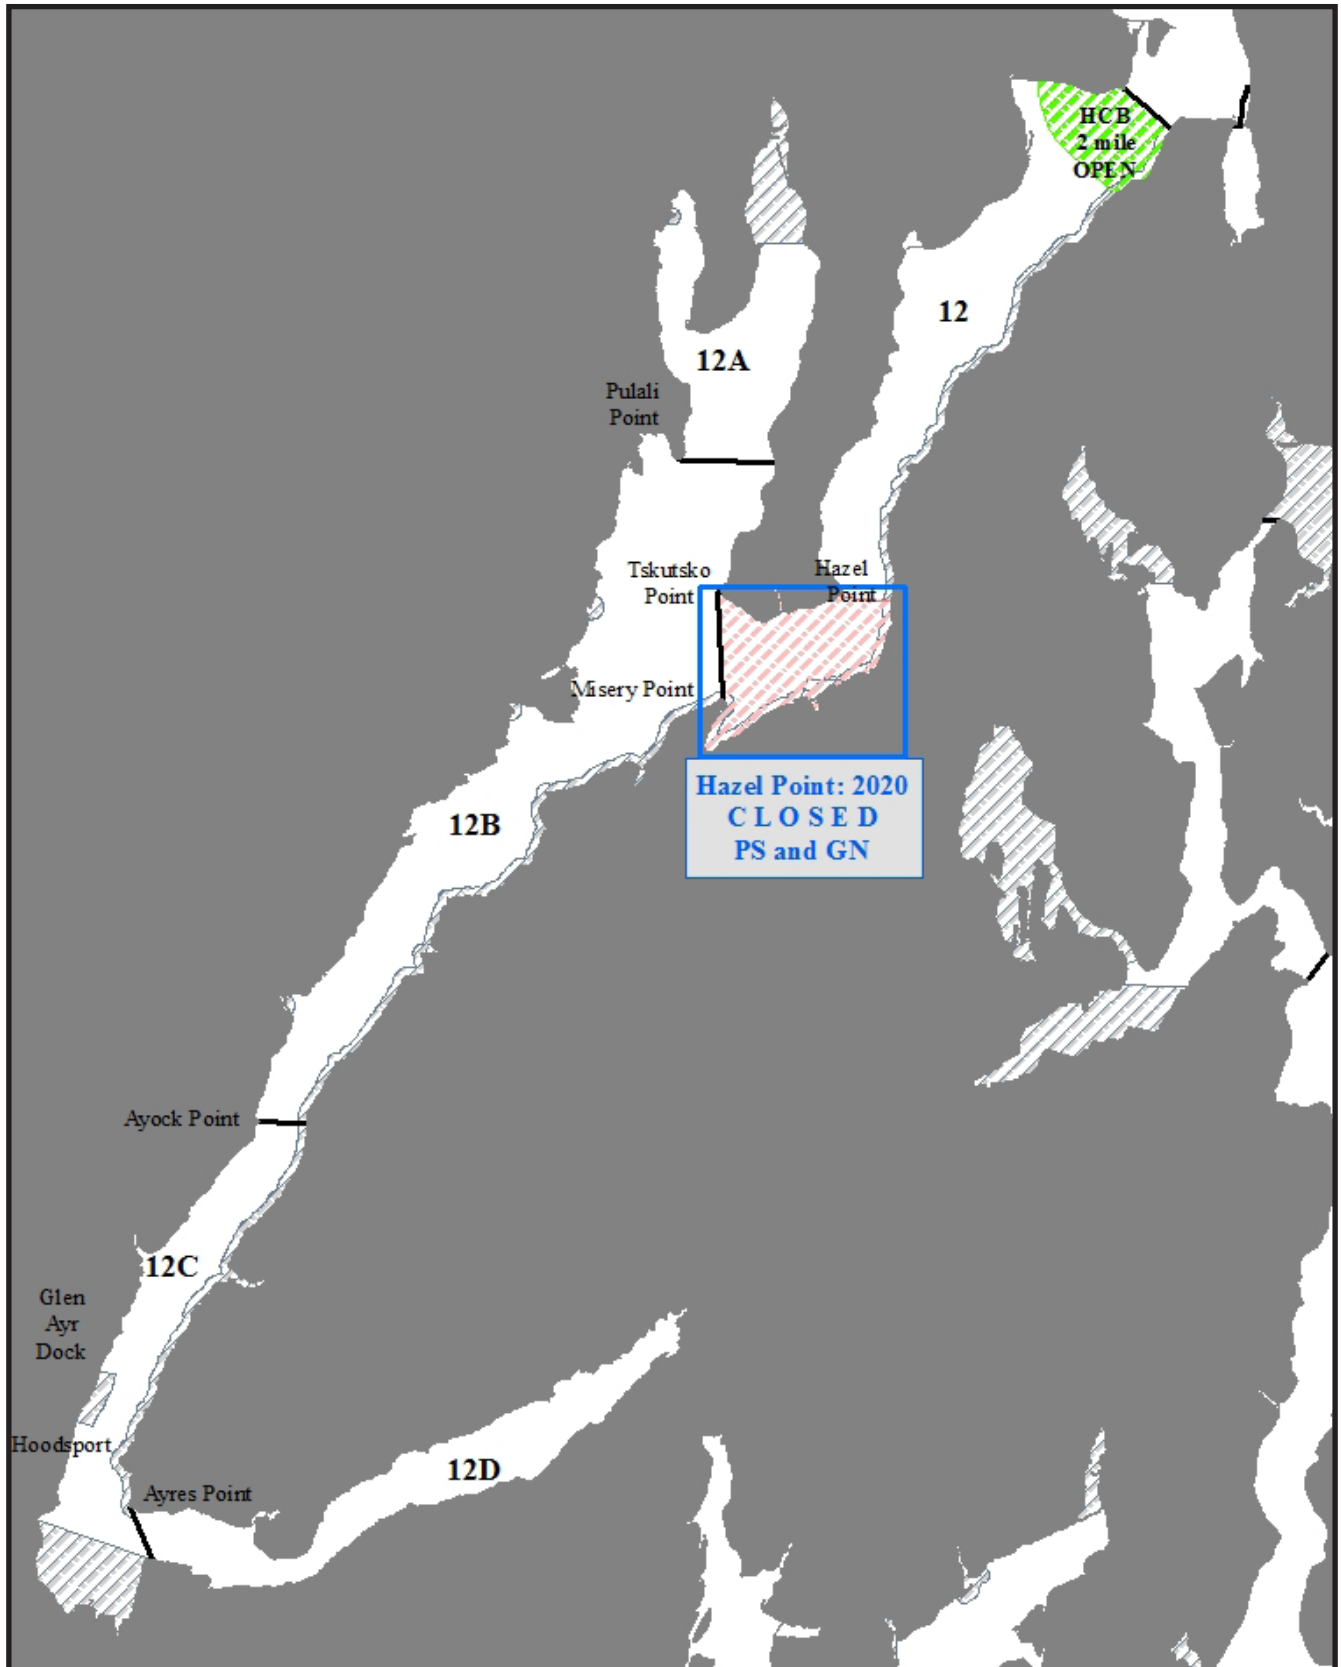 HCB
2 mile
OPEN
12
12A
Pulali
Point
Tskutsko
Point
Hazel
Point
Misery Point
Hazel Point: 2020
C L O S E D
PS and GN
12B
Ayock Point
12C
Glen
Ayr
Dock
Hoodsport
12D
Ayres Point